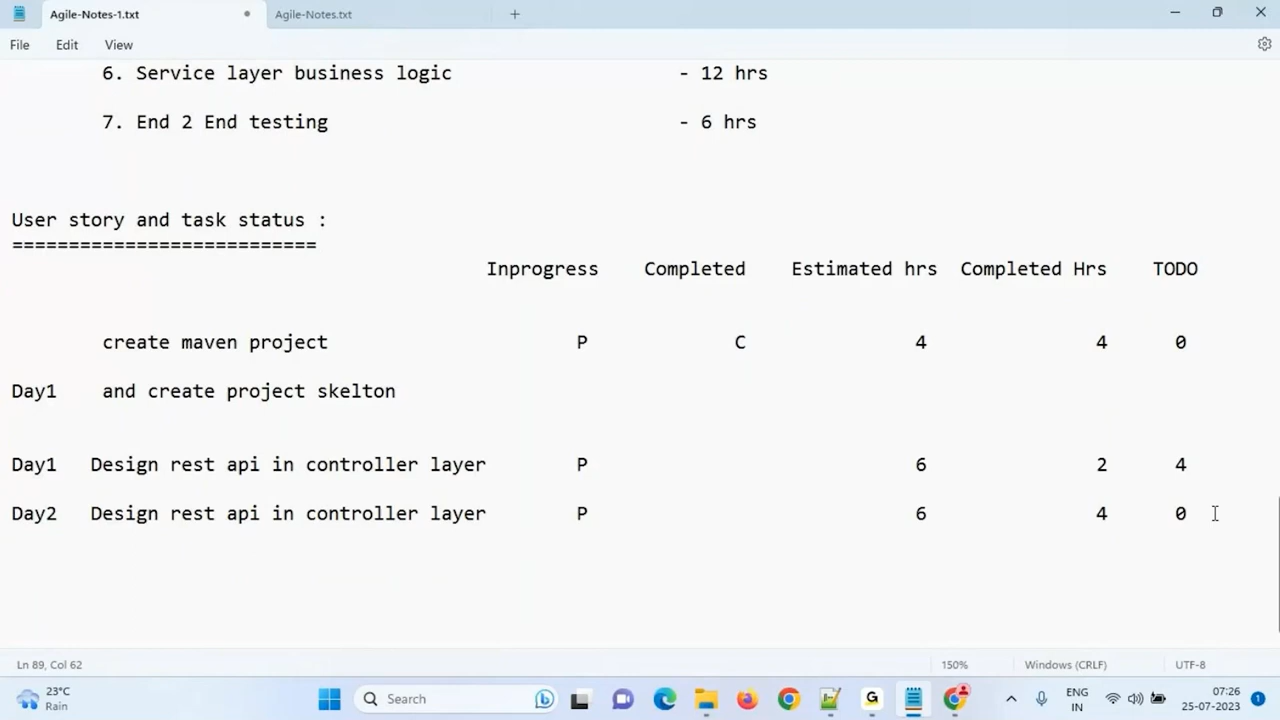 Agile-Notes-1.txt
Agile-Notes.txt
File Edit View
6. Service layer business logic - 12 hrs
7. End 2 End testing - 6 hrs
User story and task status :
===========================
Inprogress Completed Estimated hrs Completed Hrs TODO
create maven project P C 4 4 0
Day1 and create project skelton
Day1 Design rest api in controller layer P 6 2 4
Day2 Design rest api in controller layer P 6 4 0
Ln 89, Col 62 150% Windows (CRLF) UTF-8
23°C
Rain
Search
ENG
IN
07:26
25-07-2023
1